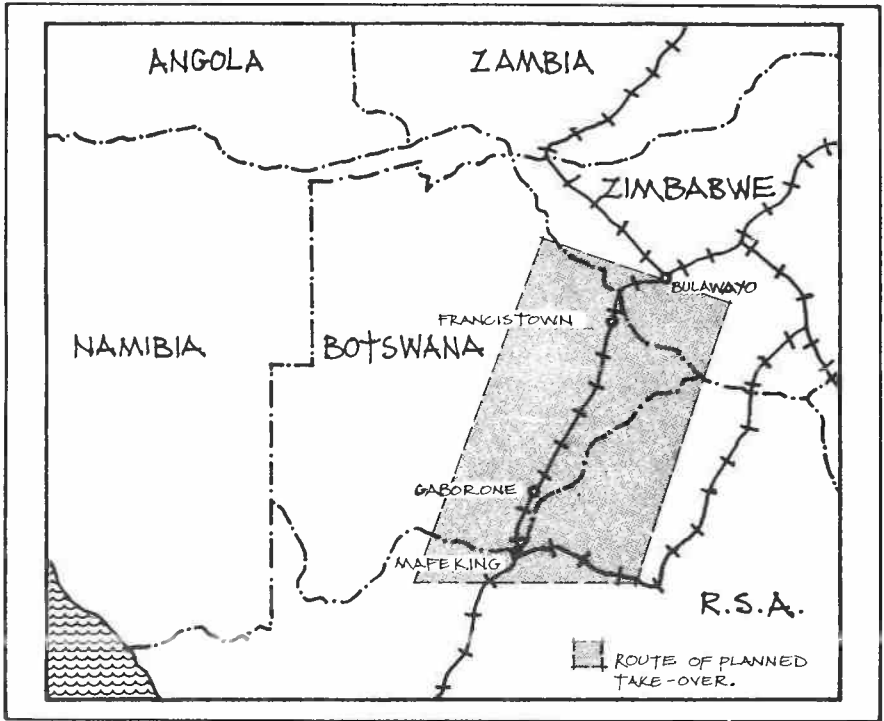 ANGOLA
ZAMBIA
ZIMBABWE
BULAWAYO
FRANCISTOWN
NAMIBIA
BOTSWANA
GABORONE
MAFEKING
R.S.A.
ROUTE OF PLANNED
TAKE-OVER.